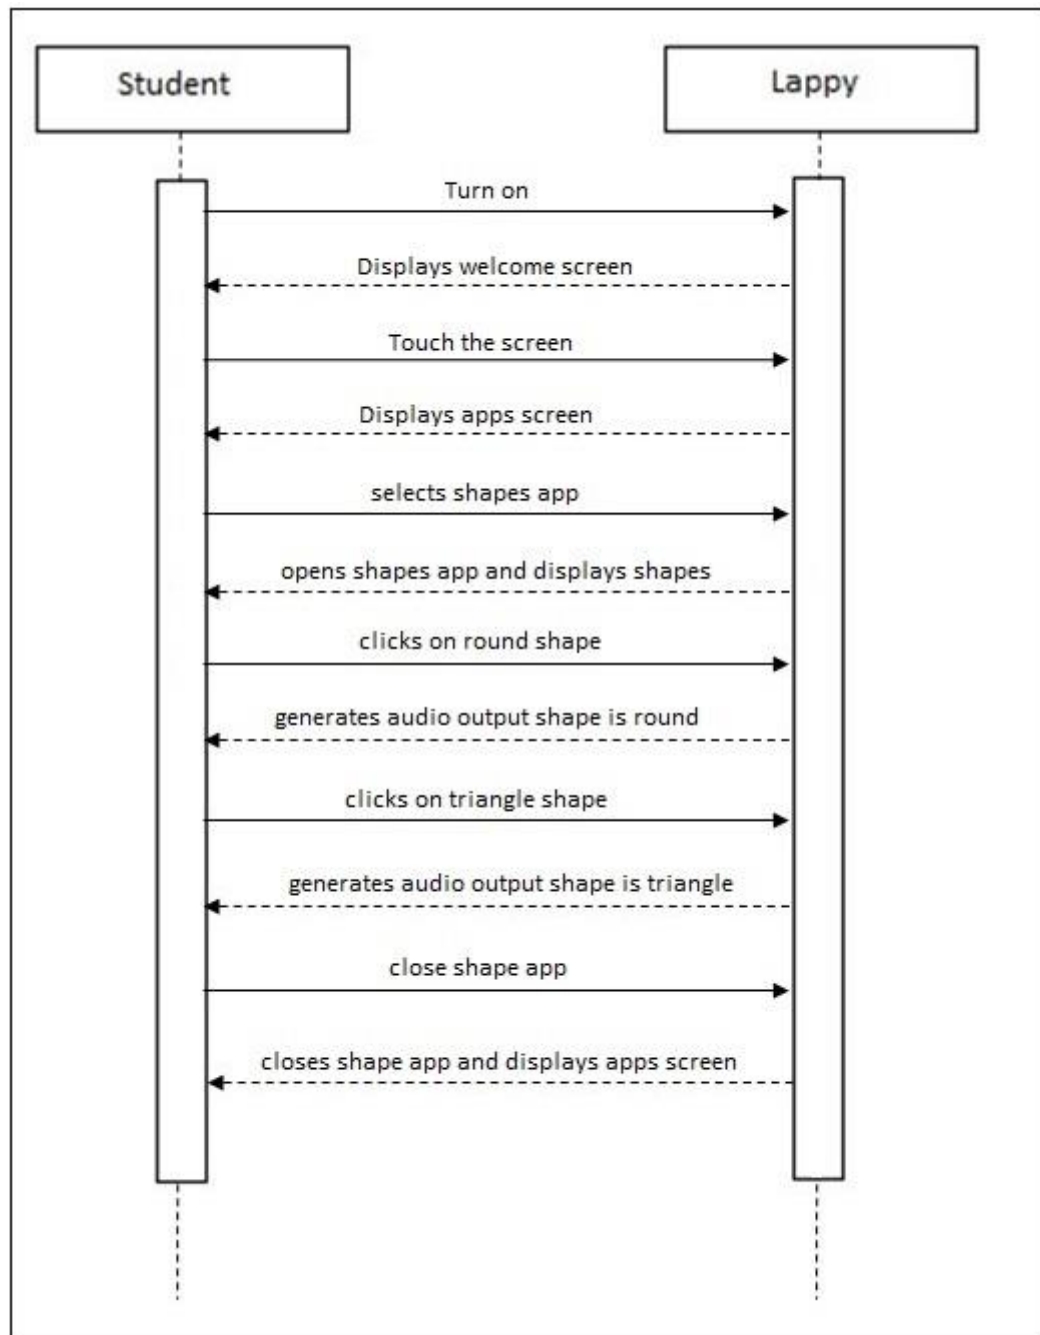 Student
Lappy
Turn on
Displays welcome screen
Touch the screen
Displays apps screen
selects shapes app
opens shapes app and displays shapes
clicks on round shape
generates audio output shape is round
clicks on triangle shape
generates audio output shape is triangle
close shape app
closes shape app and displays apps screen